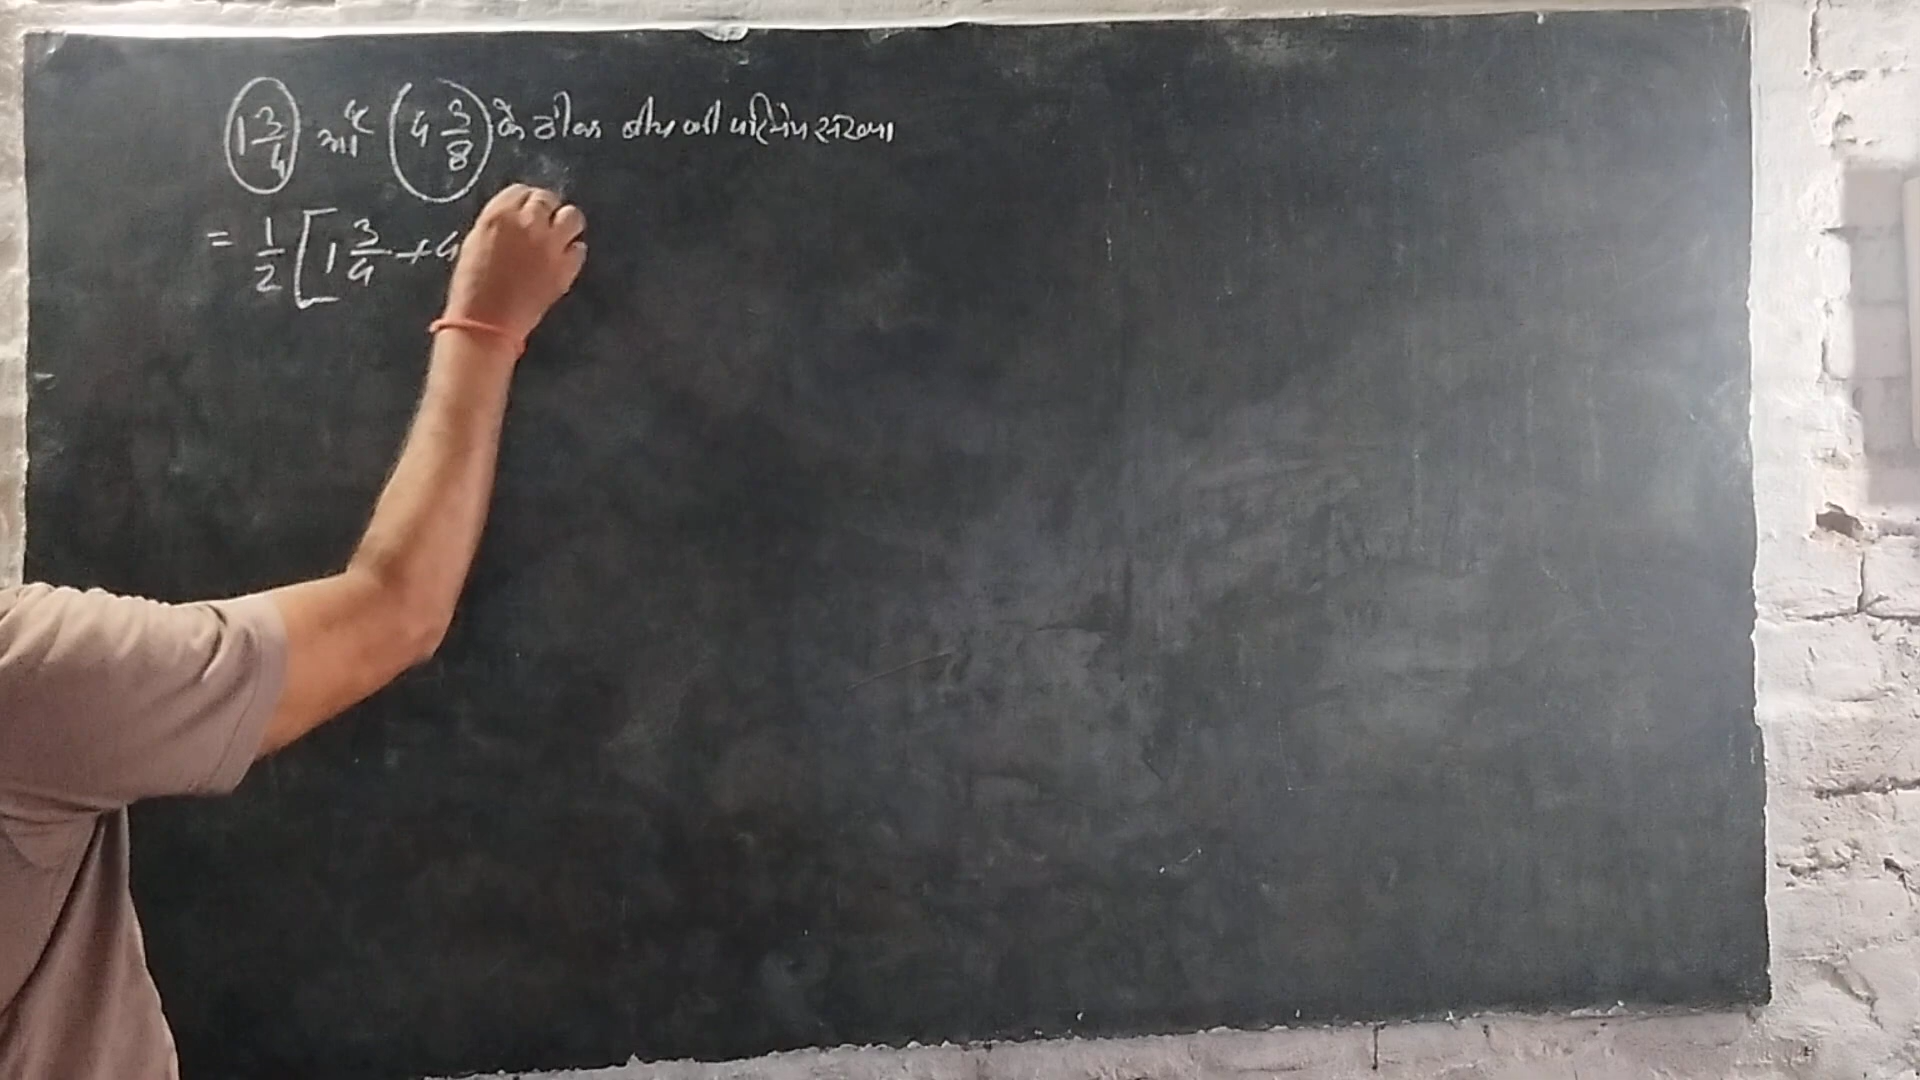 1 3/4 और 4 3/8 के ठीक बीच की परिमेय संख्या
= 1/2 [1 3/4 + 4